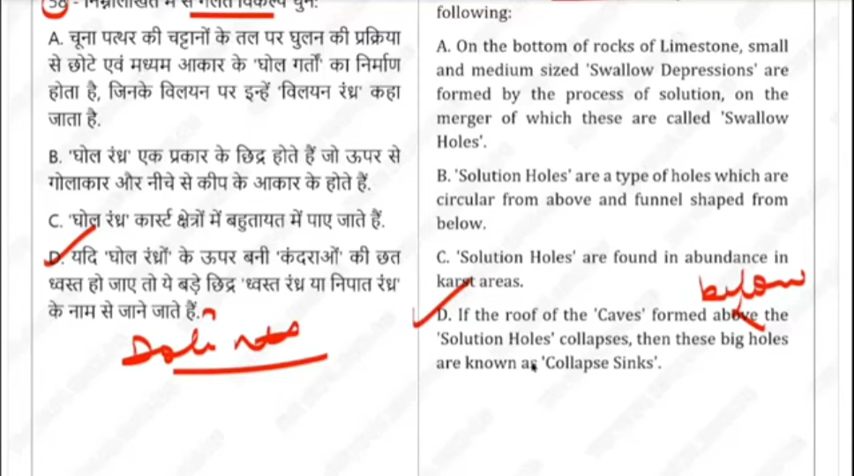 58 - निम्नलिखित में से गलत विकल्प चुनें:
A. चूना पत्थर की चट्टानों के तल पर घुलन की प्रक्रिया
से छोटे एवं मध्यम आकार के 'घोल गर्तों' का निर्माण
होता है, जिनके विलयन पर इन्हें 'विलयन रंध्र' कहा
जाता है.
B. 'घोल रंध्र' एक प्रकार के छिद्र होते हैं जो ऊपर से
गोलाकार और नीचे से कीप के आकार के होते हैं.
C. 'घोल रंध्र' कार्स्ट क्षेत्रों में बहुतायत में पाए जाते हैं.
D. यदि 'घोल रंध्रों' के ऊपर बनी 'कंदराओं' की छत
ध्वस्त हो जाए तो ये बड़े छिद्र 'ध्वस्त रंध्र या निपात रंध्र'
के नाम से जाने जाते हैं.
following:
A. On the bottom of rocks of Limestone, small
and medium sized 'Swallow Depressions' are
formed by the process of solution, on the
merger of which these are called 'Swallow
Holes'.
B. 'Solution Holes' are a type of holes which are
circular from above and funnel shaped from
below.
C. 'Solution Holes' are found in abundance in
karst areas.
below
D. If the roof of the 'Caves' formed above the
'Solution Holes' collapses, then these big holes
are known as 'Collapse Sinks'.